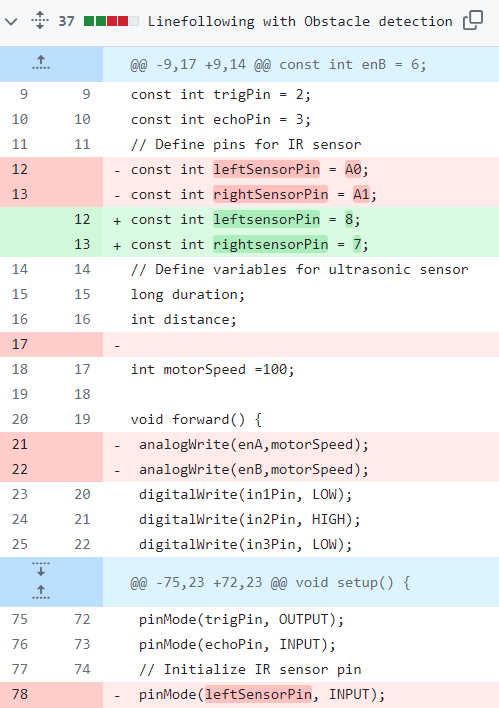 37 Linefollowing with Obstacle detection
@@ -9,17 +9,14 @@ const int enB = 6;
9 9 const int trigPin = 2;
10 10 const int echoPin = 3;
11 11 // Define pins for IR sensor
12 - const int leftSensorPin = A0;
13 - const int rightSensorPin = A1;
12 + const int leftsensorPin = 8;
13 + const int rightsensorPin = 7;
14 14 // Define variables for ultrasonic sensor
15 15 long duration;
16 16 int distance;
17 -
18 17 int motorSpeed =100;
19 18
20 19 void forward() {
21 - analogWrite(enA,motorSpeed);
22 - analogWrite(enB,motorSpeed);
23 20 digitalWrite(in1Pin, LOW);
24 21 digitalWrite(in2Pin, HIGH);
25 22 digitalWrite(in3Pin, LOW);
@@ -75,23 +72,23 @@ void setup() {
75 72 pinMode(trigPin, OUTPUT);
76 73 pinMode(echoPin, INPUT);
77 74 // Initialize IR sensor pin
78 - pinMode(leftSensorPin, INPUT);